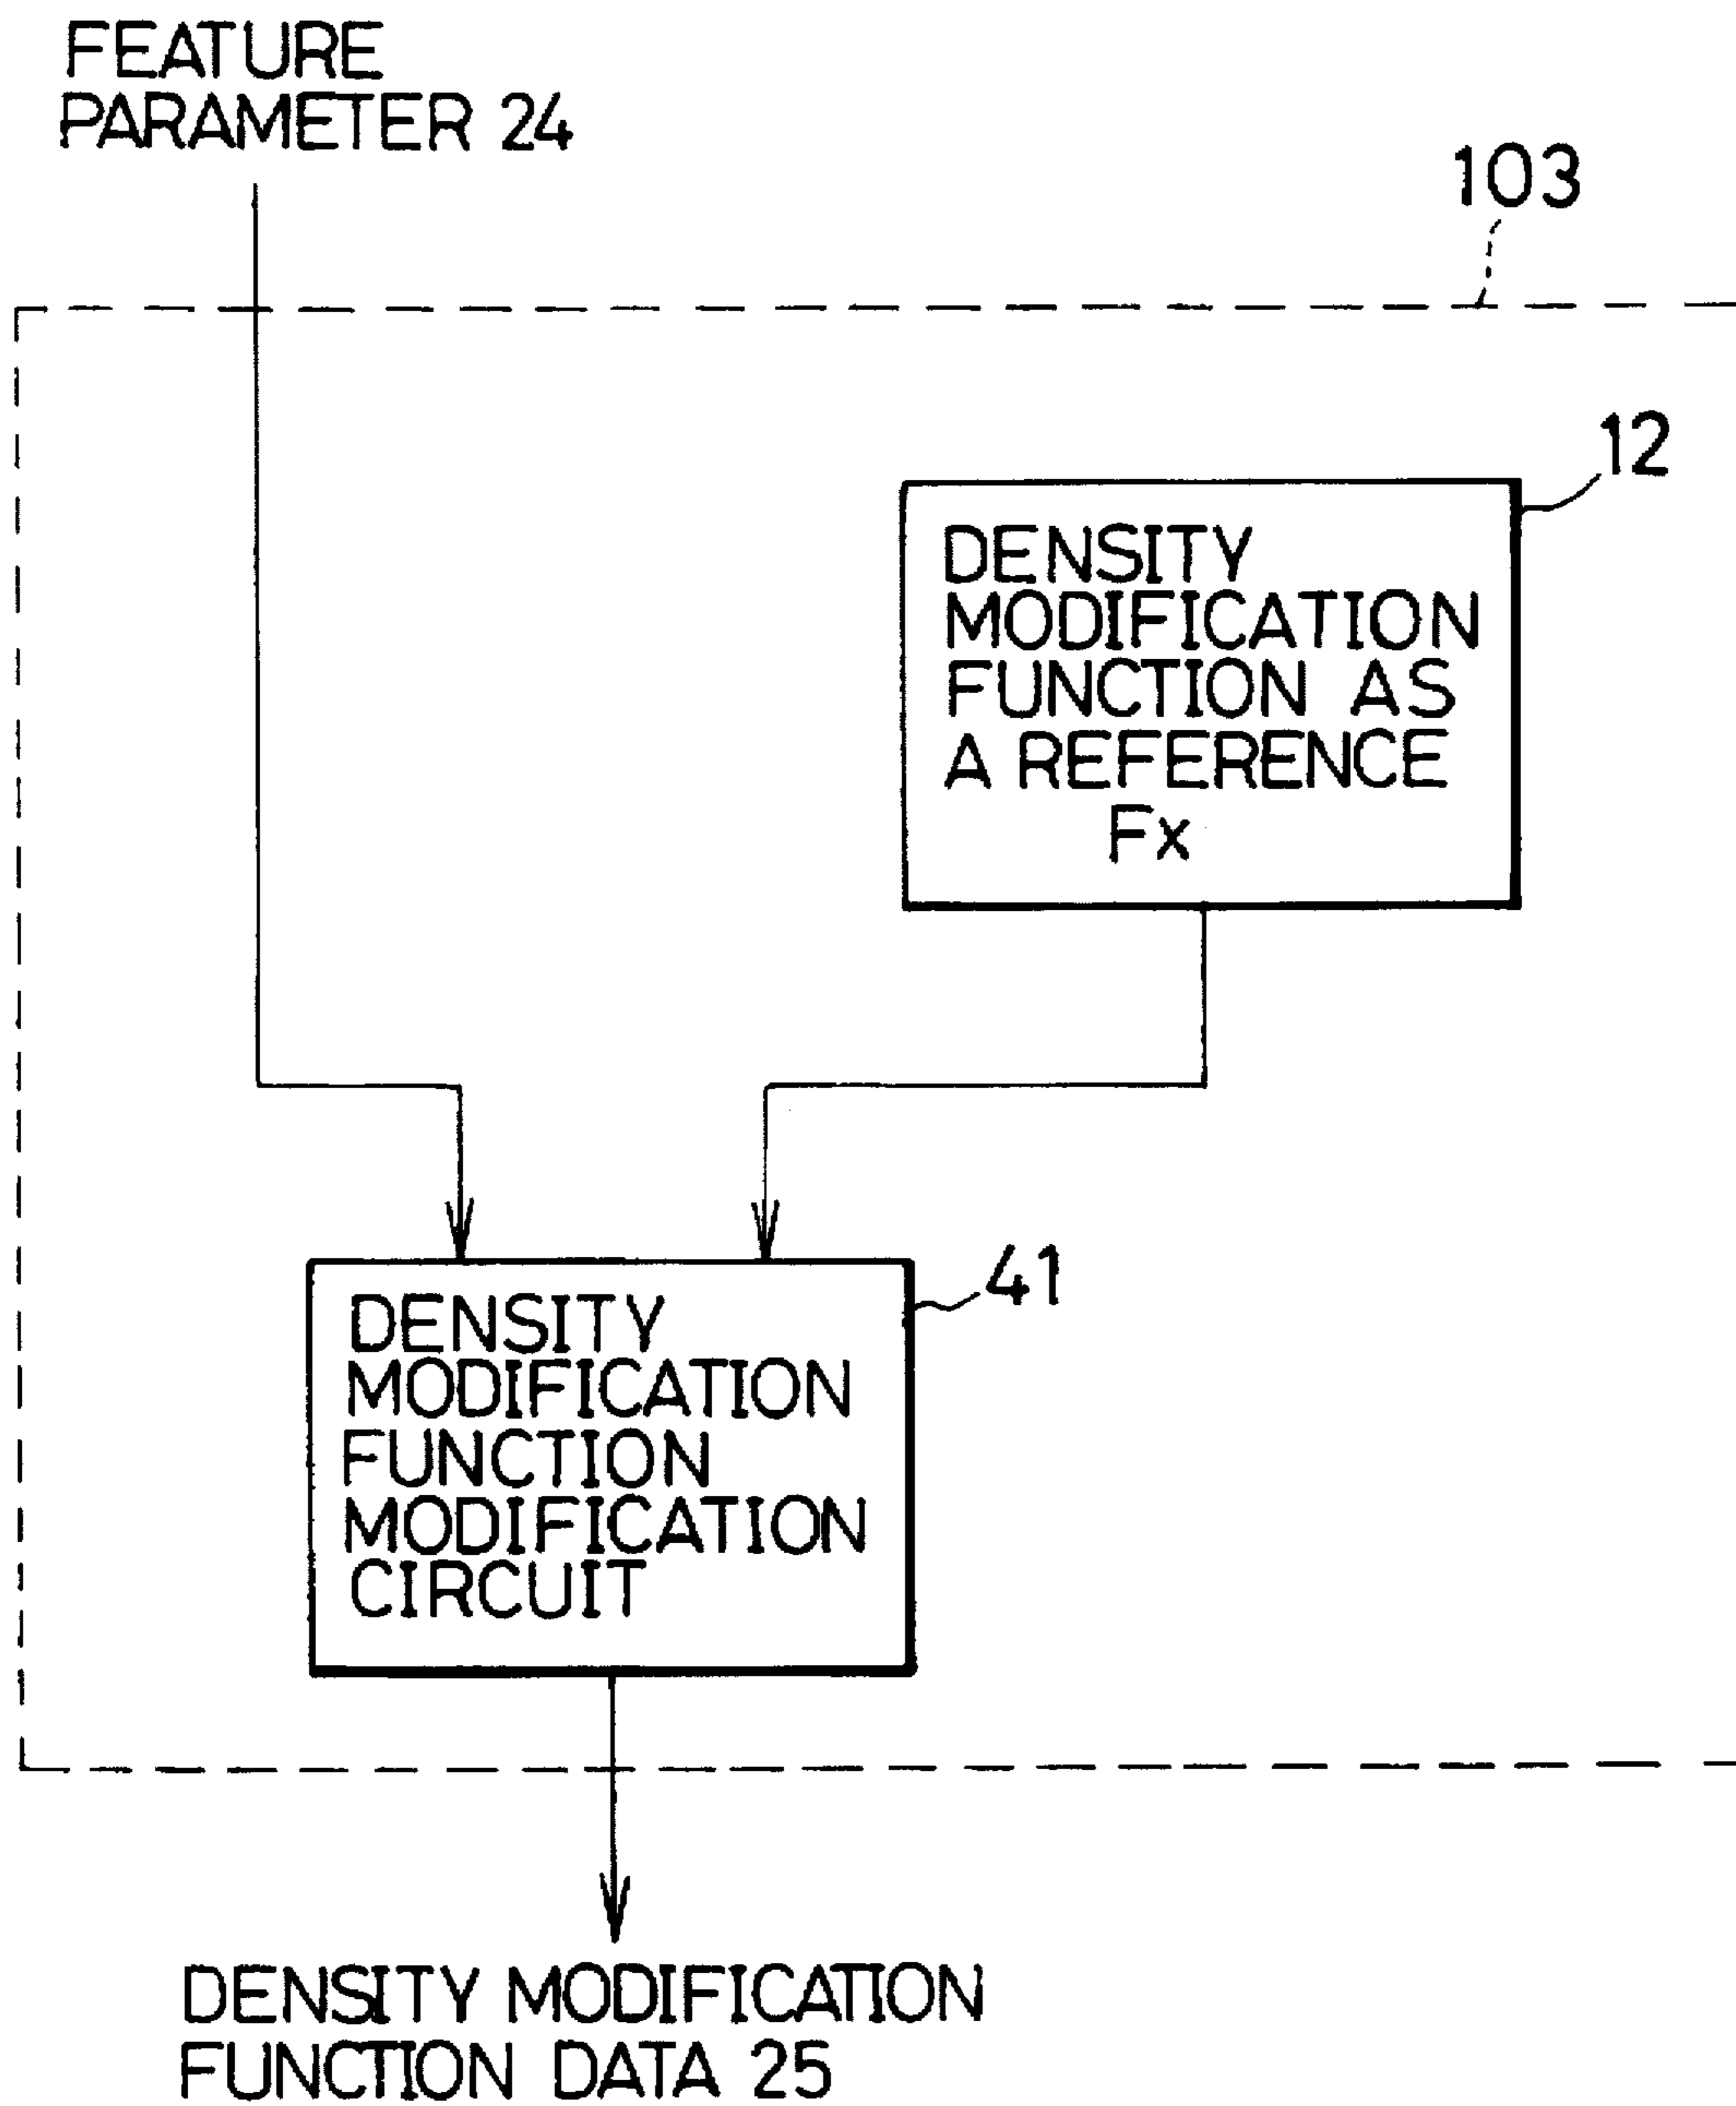 FEATURE
PARAMETER 24
103
12
DENSITY
MODIFICATION
FUNCTION AS
A REFERENCE
Fx
41
DENSITY
MODIFICATION
FUNCTION
MODIFICATION
CIRCUIT
DENSITY MODIFICATION
FUNCTION DATA 25